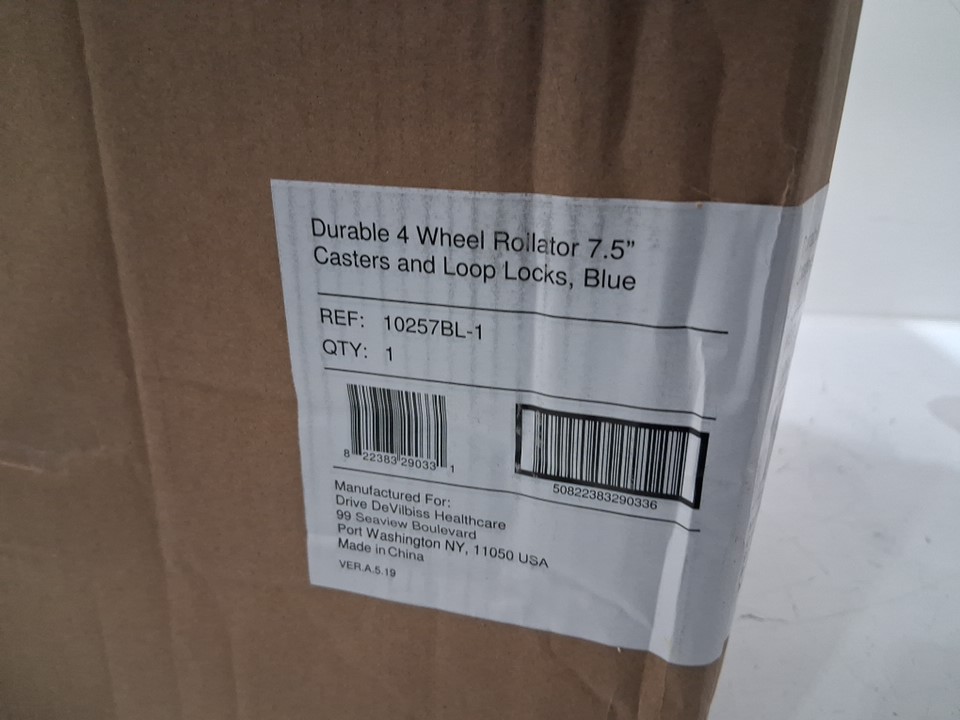 Durable 4 Wheel Rollator 7.5”
Casters and Loop Locks, Blue
REF: 10257BL-1
QTY: 1
8 22383 29033 1
50822383290336
Manufactured For:
Drive DeVilbiss Healthcare
99 Seaview Boulevard
Port Washington NY, 11050 USA
Made in China
VER.A.5.19